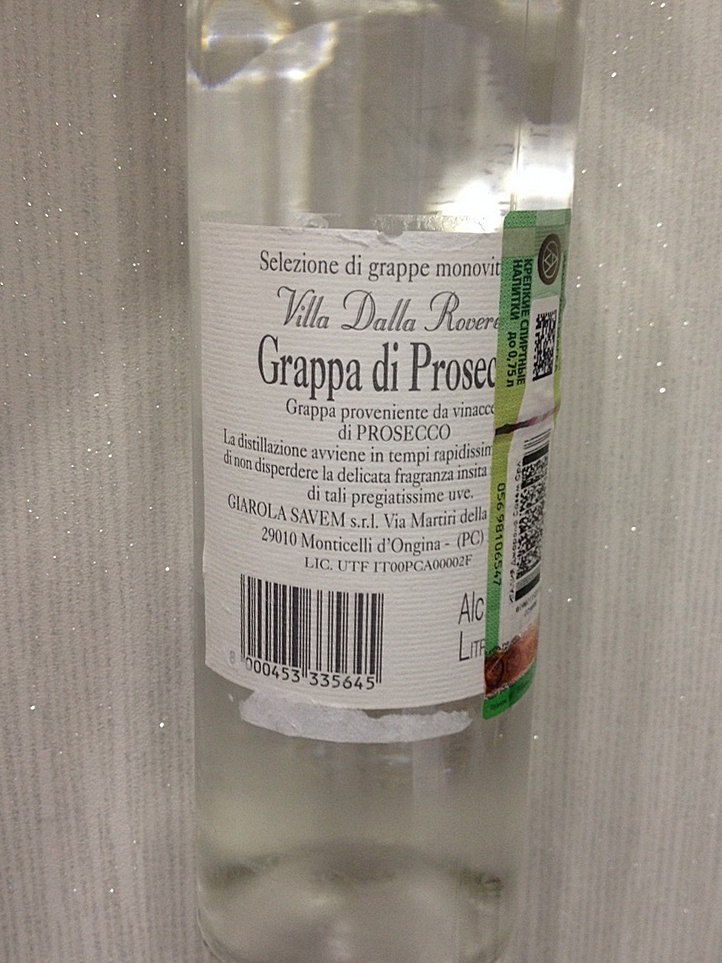 Selezione di grappe monovit
Villa Dalla Rovere
Grappa di Prosec
Grappa proveniente da vinacce
di PROSECCO
La distillazione avviene in tempi rapidissim
di non disperdere la delicata fragranza insita
di tali pregiatissime uve.
GIAROLA SAVEM s.r.l. Via Martiri della
29010 Monticelli d'Ongina - (PC)
LIC. UTF IT00PCA00002F
Alc
LITR
8 000453 335645
КРЕПКИЕ СПИРТНЫЕ
НАПИТКИ до 0,75 л
056 98106547